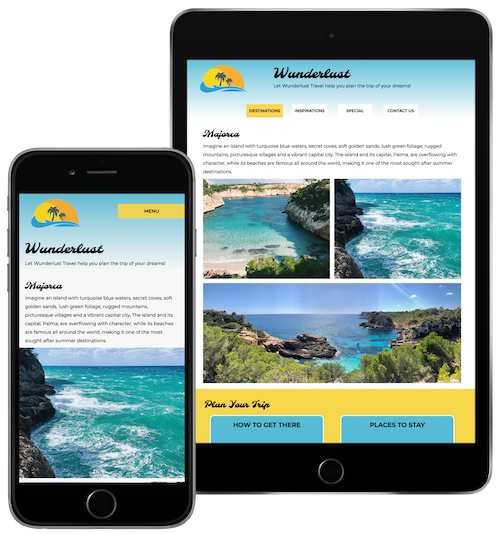 Wunderlust
Let Wunderlust Travel help you plan the trip of your dreams!
DESTINATIONS
INSPIRATIONS
SPECIAL
CONTACT US
Majorca
Imagine an island with turquoise blue waters, secret coves, soft golden sands, lush green foliage, rugged
mountains, picturesque villages and a vibrant capital city. The island and its capital, Palma, are overflowing with
character, while its beaches are famous all around the world, making it one of the most sought-after summer
destinations.
Plan Your Trip
HOW TO GET THERE
PLACES TO STAY
MENU
Wunderlust
Let Wunderlust Travel help you plan the trip of your dreams!
Majorca
Imagine an island with turquoise blue waters, secret coves, soft
golden sands, lush green foliage, rugged mountains,
picturesque villages and a vibrant capital city. The island and its
capital, Palma, are overflowing with character, while its beaches
are famous all around the world, making it one of the most
sought-after summer destinations.